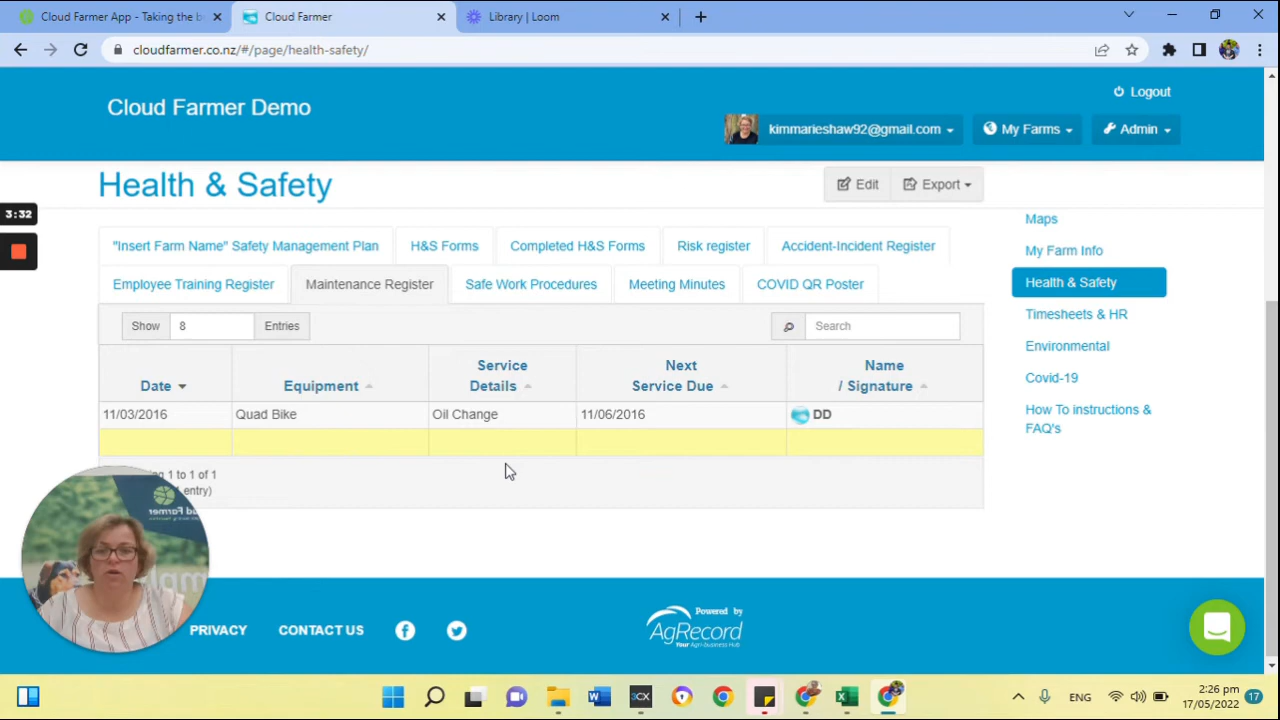 Cloud Farmer App - Taking the b
Cloud Farmer
Library | Loom
cloudfarmer.co.nz/#/page/health-safety/
Logout
Cloud Farmer Demo
kimmarieshaw92@gmail.com
My Farms
Admin
Health & Safety
Edit
Export
3:32
Maps
"Insert Farm Name" Safety Management Plan
H&S Forms
Completed H&S Forms
Risk register
Accident-Incident Register
My Farm Info
Employee Training Register
Maintenance Register
Safe Work Procedures
Meeting Minutes
COVID QR Poster
Health & Safety
Timesheets & HR
Show
8
Entries
Search
Environmental
Date
Equipment
Service
Details
Next
Service Due
Name
/ Signature
Covid-19
11/03/2016
Quad Bike
Oil Change
11/06/2016
DD
How To instructions &
FAQ's
1 to 1 of 1
entry)
PRIVACY
CONTACT US
Powered by
AgRecord
Your Agri-business Hub
3CX
ENG
2:26 pm
17/05/2022
17